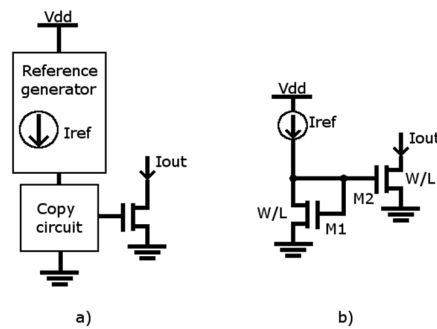 Vdd
Reference
generator
Iref
Iout
Copy
circuit
a)
Vdd
Iref
Iout
W/L
M2
W/L
M1
b)